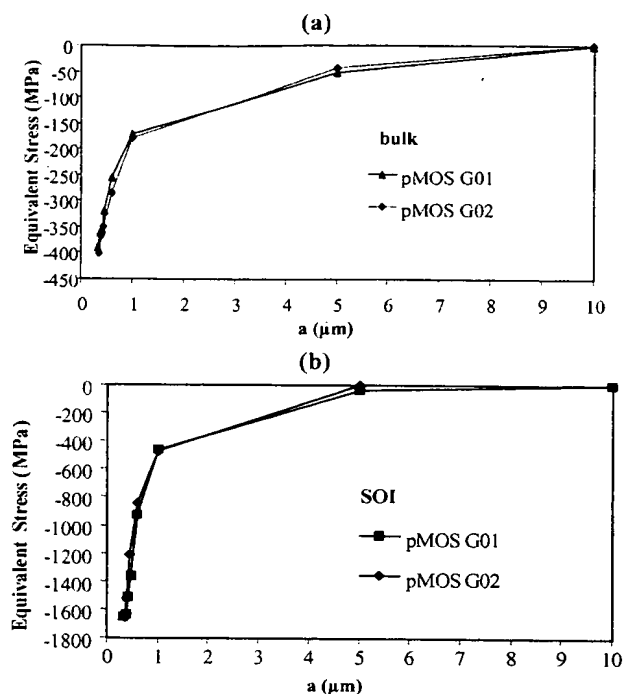 (a)
Equivalent Stress (MPa)
0
-50
-100
-150
-200
-250
-300
-350
-400
-450
bulk
pMOS G01
pMOS G02
0 1 2 3 4 5 6 7 8 9 10
a (µm)
(b)
Equivalent Stress (MPa)
0
-200
-400
-600
-800
-1000
-1200
-1400
-1600
-1800
SOI
pMOS G01
pMOS G02
0 1 2 3 4 5 6 7 8 9 10
a (µm)